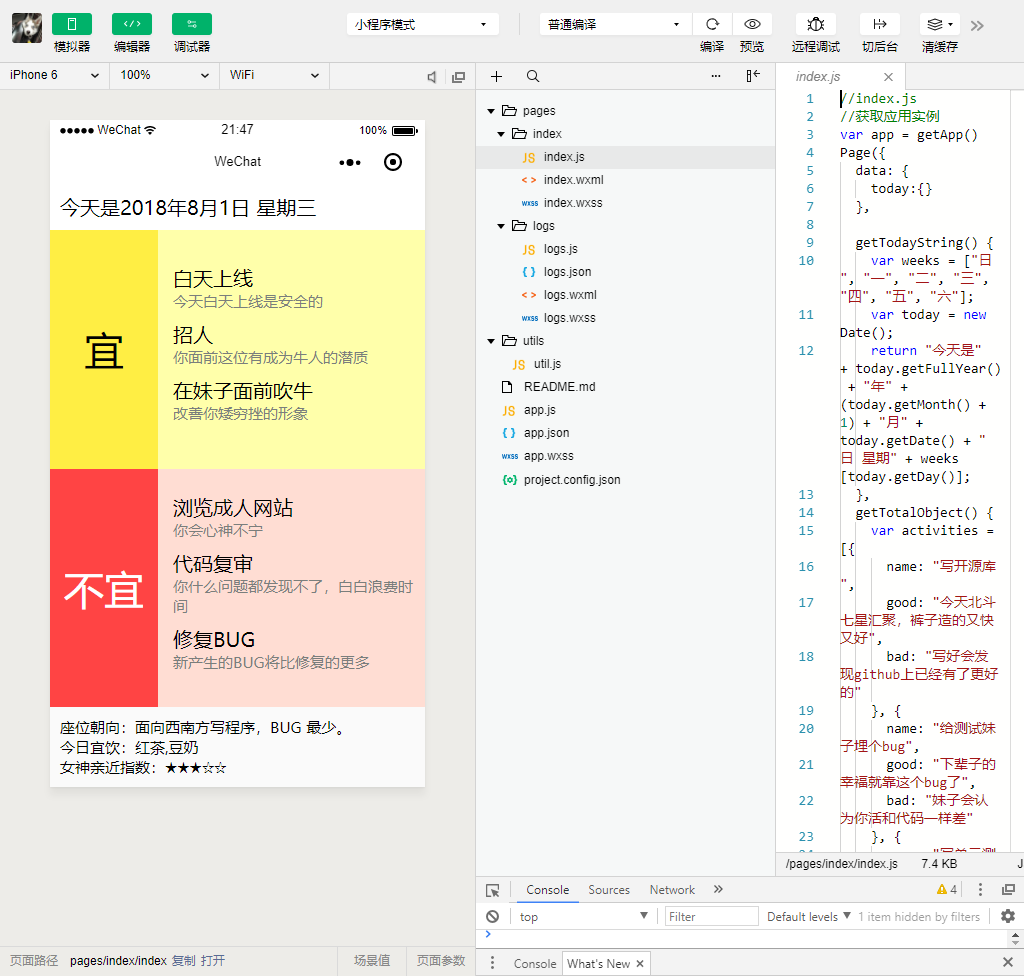 小程序模式
普通编译
模拟器 编辑器 调试器 编译 预览 远程调试 切后台 清缓存
iPhone 6 100% WiFi
WeChat 21:47 100%
WeChat
今天是2018年8月1日 星期三
宜
白天上线
今天白天上线是安全的
招人
你面前这位有成为牛人的潜质
在妹子面前吹牛
改善你矮穷挫的形象
不宜
浏览成人网站
你会心神不宁
代码复审
你什么问题都发现不了，白白浪费时
间
修复BUG
新产生的BUG将比修复的更多
座位朝向：面向西南方写程序，BUG 最少。
今日宜饮：红茶,豆奶
女神亲近指数：★★★☆☆
页面路径 pages/index/index 复制 打开 场景值 页面参数
pages
index
JS index.js
< > index.wxml
wxss index.wxss
logs
JS logs.js
{ } logs.json
< > logs.wxml
wxss logs.wxss
utils
JS util.js
README.md
JS app.js
{ } app.json
wxss app.wxss
{o} project.config.json
index.js
1 //index.js
2 //获取应用实例
3 var app = getApp()
4 Page({
5 data: {
6 today:{}
7 },
8
9 getTodayString() {
10 var weeks = ["日
", "一", "二", "三",
"四", "五", "六"];
11 var today = new
Date();
12 return "今天是"
+ today.getFullYear()
+ "年" +
(today.getMonth() +
1) + "月" +
today.getDate() + "
日 星期" + weeks
[today.getDay()];
13 },
14 getTotalObject() {
15 var activities =
[{
16 name: "写开源库
",
17 good: "今天北斗
七星汇聚，裤子造的又快
又好",
18 bad: "写好会发
现github上已经有了更好
的"
19 }, {
20 name: "给测试妹
子埋个bug",
21 good: "下辈子的
幸福就靠这个bug了",
22 bad: "妹子会认
为你活和代码一样差"
23 }, {
/pages/index/index.js 7.4 KB J
Console Sources Network 4
top Filter Default levels 1 item hidden by filters
Console What's New